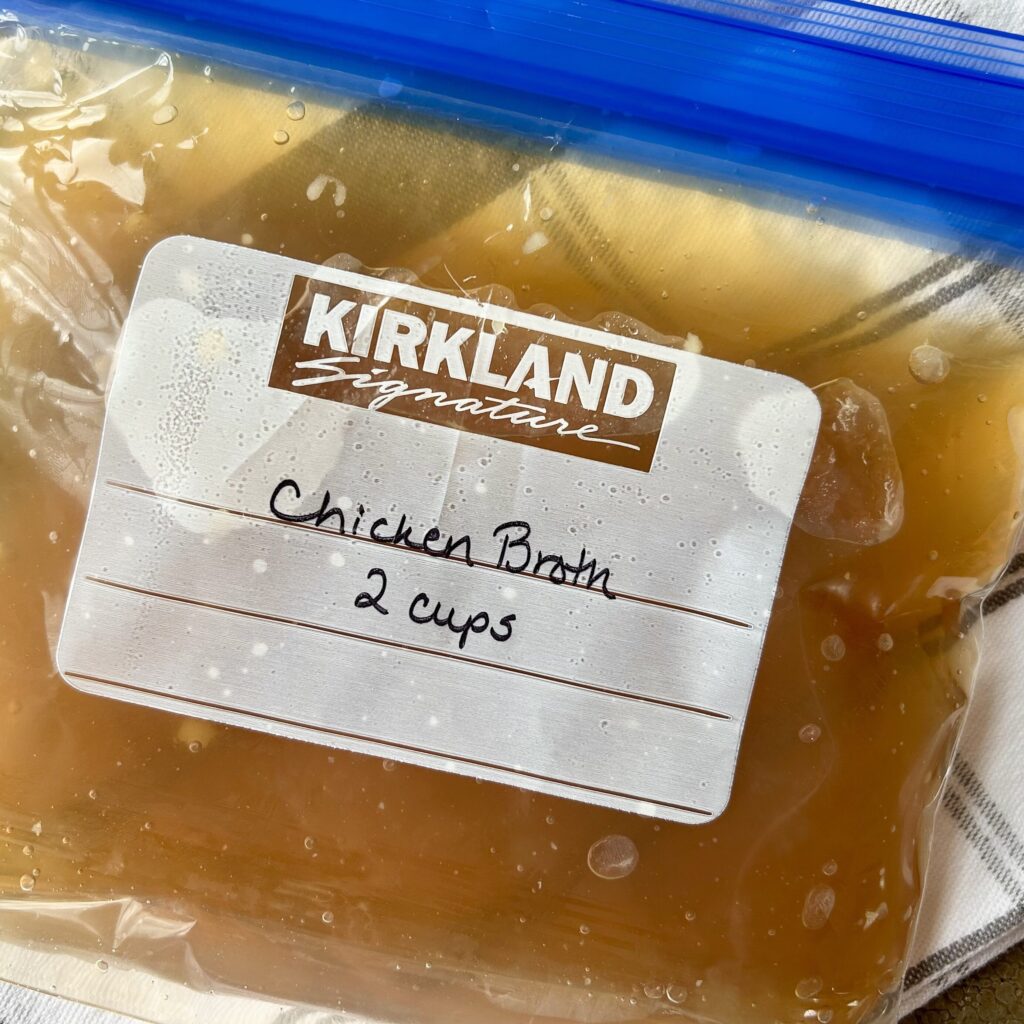 KIRKLAND
Signature
Chicken Broth
2 cups